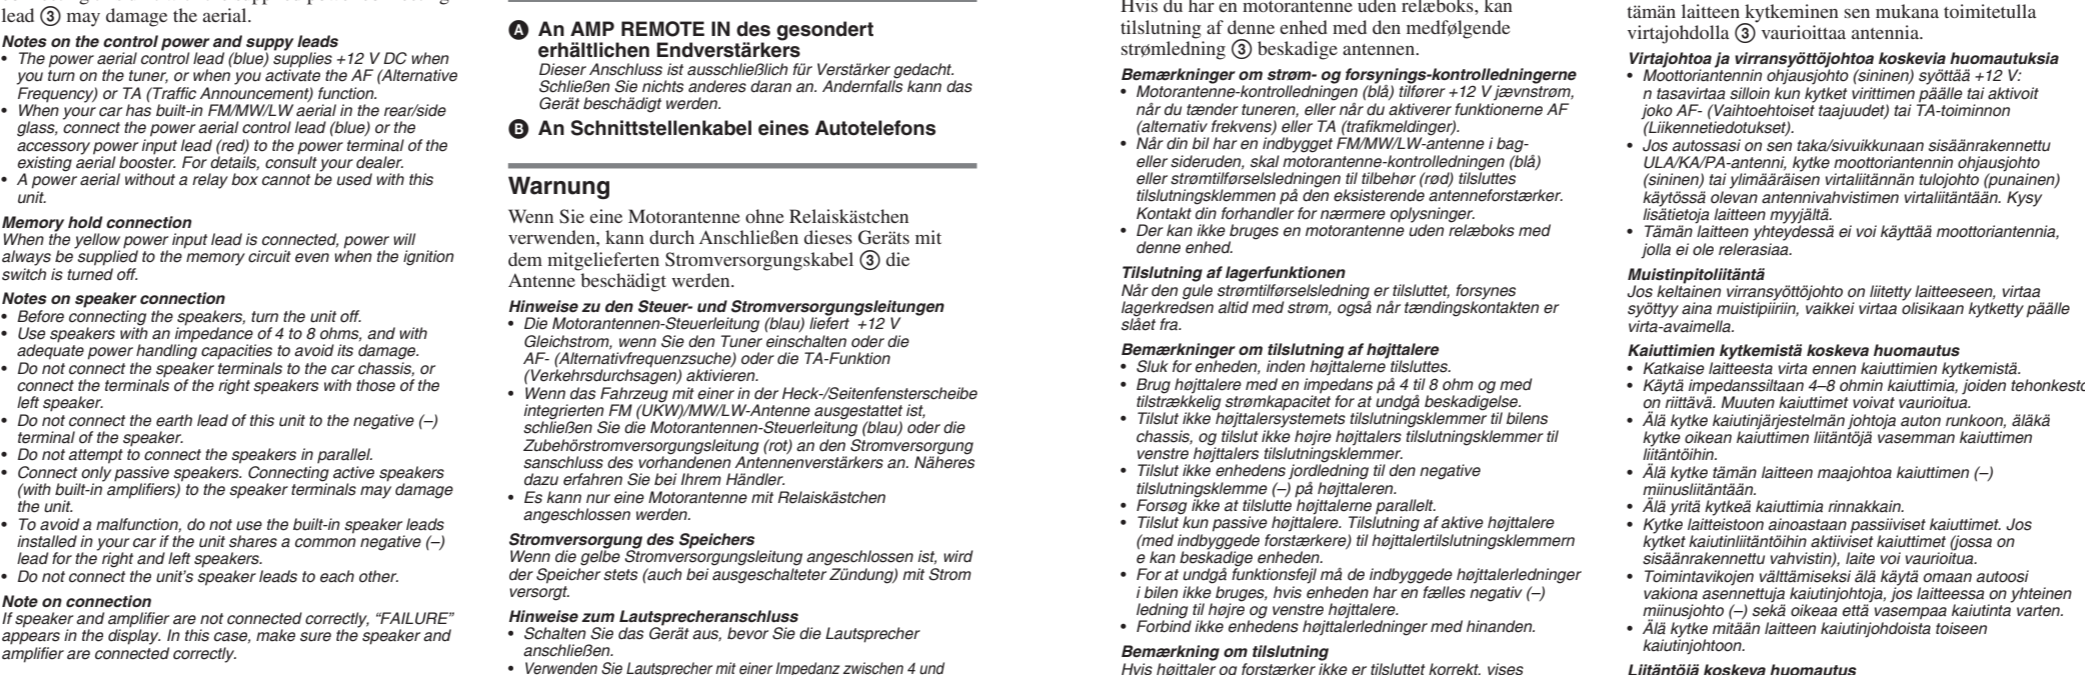 lead ③ may damage the aerial.
Notes on the control power and suppy leads
• The power aerial control lead (blue) supplies +12 V DC when
you turn on the tuner, or when you activate the AF (Alternative
Frequency) or TA (Traffic Announcement) function.
• When your car has built-in FM/MW/LW aerial in the rear/side
glass, connect the power aerial control lead (blue) or the
accessory power input lead (red) to the power terminal of the
existing aerial booster. For details, consult your dealer.
• A power aerial without a relay box cannot be used with this
unit.
Memory hold connection
When the yellow power input lead is connected, power will
always be supplied to the memory circuit even when the ignition
switch is turned off.
Notes on speaker connection
• Before connecting the speakers, turn the unit off.
• Use speakers with an impedance of 4 to 8 ohms, and with
adequate power handling capacities to avoid its damage.
• Do not connect the speaker terminals to the car chassis, or
connect the terminals of the right speakers with those of the
left speaker.
• Do not connect the earth lead of this unit to the negative (–)
terminal of the speaker.
• Do not attempt to connect the speakers in parallel.
• Connect only passive speakers. Connecting active speakers
(with built-in amplifiers) to the speaker terminals may damage
the unit.
• To avoid a malfunction, do not use the built-in speaker leads
installed in your car if the unit shares a common negative (–)
lead for the right and left speakers.
• Do not connect the unit’s speaker leads to each other.
Note on connection
If speaker and amplifier are not connected correctly, “FAILURE”
appears in the display. In this case, make sure the speaker and
amplifier are connected correctly.
A An AMP REMOTE IN des gesondert
erhältlichen Endverstärkers
Dieser Anschluss ist ausschließlich für Verstärker gedacht.
Schließen Sie nichts anderes daran an. Andernfalls kann das
Gerät beschädigt werden.
B An Schnittstellenkabel eines Autotelefons
Warnung
Wenn Sie eine Motorantenne ohne Relaiskästchen
verwenden, kann durch Anschließen dieses Geräts mit
dem mitgelieferten Stromversorgungskabel ③ die
Antenne beschädigt werden.
Hinweise zu den Steuer- und Stromversorgungsleitungen
• Die Motorantennen-Steuerleitung (blau) liefert +12 V
Gleichstrom, wenn Sie den Tuner einschalten oder die
AF- (Alternativfrequenzsuche) oder die TA-Funktion
(Verkehrsdurchsagen) aktivieren.
• Wenn das Fahrzeug mit einer in der Heck-/Seitenfensterscheibe
integrierten FM (UKW)/MW/LW-Antenne ausgestattet ist,
schließen Sie die Motorantennen-Steuerleitung (blau) oder die
Zubehörstromversorgungsleitung (rot) an den Stromversorgung
sanschluss des vorhandenen Antennenverstärkers an. Näheres
dazu erfahren Sie bei Ihrem Händler.
• Es kann nur eine Motorantenne mit Relaiskästchen
angeschlossen werden.
Stromversorgung des Speichers
Wenn die gelbe Stromversorgungsleitung angeschlossen ist, wird
der Speicher stets (auch bei ausgeschalteter Zündung) mit Strom
versorgt.
Hinweise zum Lautsprecheranschluss
• Schalten Sie das Gerät aus, bevor Sie die Lautsprecher
anschließen.
• Verwenden Sie Lautsprecher mit einer Impedanz zwischen 4 und
Hvis du har en motorantenne uden relæboks, kan
tilslutning af denne enhed med den medfølgende
strømledning ③ beskadige antennen.
Bemærkninger om strøm- og forsynings-kontrolledningerne
• Motorantenne-kontrolledningen (blå) tilfører +12 V jævnstrøm,
når du tænder tuneren, eller når du aktiverer funktionerne AF
(alternativ frekvens) eller TA (trafikmeldinger).
• Når din bil har en indbygget FM/MW/LW-antenne i bag-
eller sideruden, skal motorantenne-kontrolledningen (blå)
eller strømtilførselsledningen til tilbehør (rød) tilsluttes
tilslutningsklemmen på den eksisterende antenneforstærker.
Kontakt din forhandler for nærmere oplysninger.
• Der kan ikke bruges en motorantenne uden relæboks med
denne enhed.
Tilslutning af lagerfunktionen
Når den gule strømtilførselsledning er tilsluttet, forsynes
lagerkredsen altid med strøm, også når tændingskontakten er
slået fra.
Bemærkninger om tilslutning af højttalere
• Sluk for enheden, inden højttalerne tilsluttes.
• Brug højttalere med en impedans på 4 til 8 ohm og med
tilstrækkelig strømkapacitet for at undgå beskadigelse.
• Tilslut ikke højttalersystemets tilslutningsklemmer til bilens
chassis, og tilslut ikke højre højttalers tilslutningsklemmer til
venstre højttalers tilslutningsklemmer.
• Tilslut ikke enhedens jordledning til den negative
tilslutningsklemme (–) på højttaleren.
• Forsøg ikke at tilslutte højttalerne parallelt.
• Tilslut kun passive højttalere. Tilslutning af aktive højttalere
(med indbyggede forstærkere) til højttalertilslutningsklemmern
e kan beskadige enheden.
• For at undgå funktionsfejl må de indbyggede højttalerledninger
i bilen ikke bruges, hvis enheden har en fælles negativ (–)
ledning til højre og venstre højttalere.
• Forbind ikke enhedens højttalerledninger med hinanden.
Bemærkning om tilslutning
Hvis højttaler og forstærker ikke er tilsluttet korrekt, vises
tämän laitteen kytkeminen sen mukana toimitetulla
virtajohdolla ③ vaurioittaa antennia.
Virtajohtoa ja virransyöttöjohtoa koskevia huomautuksia
• Moottoriantennin ohjausjohto (sininen) syöttää +12 V:
n tasavirtaa silloin kun kytket virittimen päälle tai aktivoit
joko AF- (Vaihtoehtoiset taajuudet) tai TA-toiminnon
(Liikennetiedotukset).
• Jos autossasi on sen taka/sivuikkunaan sisäänrakennettu
ULA/KA/PA-antenni, kytke moottoriantennin ohjausjohto
(sininen) tai ylimääräisen virtaliitännän tulojohto (punainen)
käytössä olevan antennivahvistimen virtaliitäntään. Kysy
lisätietoja laitteen myyjältä.
• Tämän laitteen yhteydessä ei voi käyttää moottoriantennia,
jolla ei ole relerasiaa.
Muistinpitoliitäntä
Jos keltainen virransyöttöjohto on liitetty laitteeseen, virtaa
syöttyy aina muistipiiriin, vaikkei virtaa olisikaan kytketty päälle
virta-avaimella.
Kaiuttimien kytkemistä koskeva huomautus
• Katkaise laitteesta virta ennen kaiuttimien kytkemistä.
• Käytä impedanssiltaan 4–8 ohmin kaiuttimia, joiden tehonkesto
on riittävä. Muuten kaiuttimet voivat vaurioitua.
• Älä kytke kaiutinjärjestelmän johtoja auton runkoon, äläkä
kytke oikean kaiuttimen liitäntöjä vasemman kaiuttimen
liitäntöihin.
• Älä kytke tämän laitteen maajohtoa kaiuttimen (–)
miinusliitäntään.
• Älä yritä kytkeä kaiuttimia rinnakkain.
• Kytke laitteistoon ainoastaan passiiviset kaiuttimet. Jos
kytket kaiutinliitäntöihin aktiiviset kaiuttimet (jossa on
sisäänrakennettu vahvistin), laite voi vaurioitua.
• Toimintavikojen välttämiseksi älä käytä omaan autoosi
vakiona asennettuja kaiutinjohtoja, jos laitteessa on yhteinen
miinusjohto (–) sekä oikeaa että vasempaa kaiutinta varten.
• Älä kytke mitään laitteen kaiutinjohdoista toiseen
kaiutinjohtoon.
Liitäntöjä koskeva huomautus